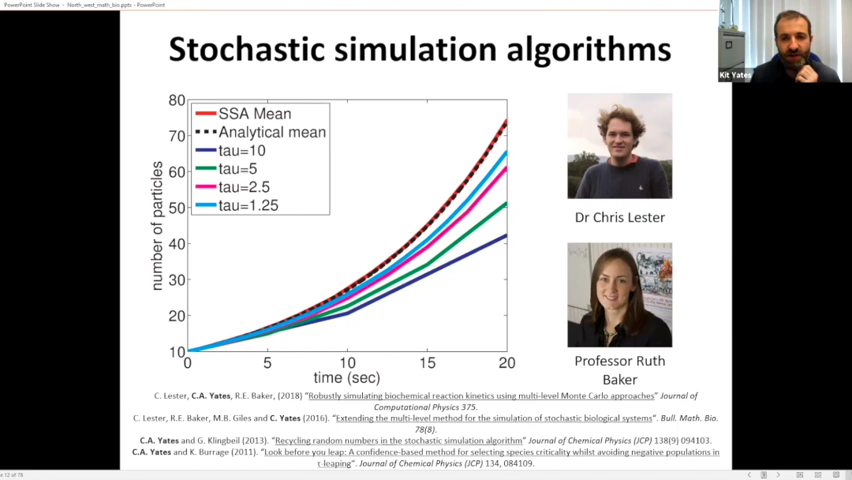 PowerPoint Slide Show - North_west_math_bio.pptx - PowerPoint
Stochastic simulation algorithms
Kit Yates
80
70
60
50
40
30
20
10
0
5
10
15
20
number of particles
time (sec)
SSA Mean
Analytical mean
tau=10
tau=5
tau=2.5
tau=1.25
Dr Chris Lester
Professor Ruth
Baker
C. Lester, C.A. Yates, R.E. Baker, (2018) “Robustly simulating biochemical reaction kinetics using multi-level Monte Carlo approaches” Journal of
Computational Physics 375.
C. Lester, R.E. Baker, M.B. Giles and C. Yates (2016). “Extending the multi-level method for the simulation of stochastic biological systems”. Bull. Math. Bio.
78(8).
C.A. Yates and G. Klingbeil (2013). “Recycling random numbers in the stochastic simulation algorithm” Journal of Chemical Physics (JCP) 138(9) 094103.
C.A. Yates and K. Burrage (2011). “Look before you leap: A confidence-based method for selecting species criticality whilst avoiding negative populations in
τ-leaping”. Journal of Chemical Physics (JCP) 134, 084109.
12 of 78